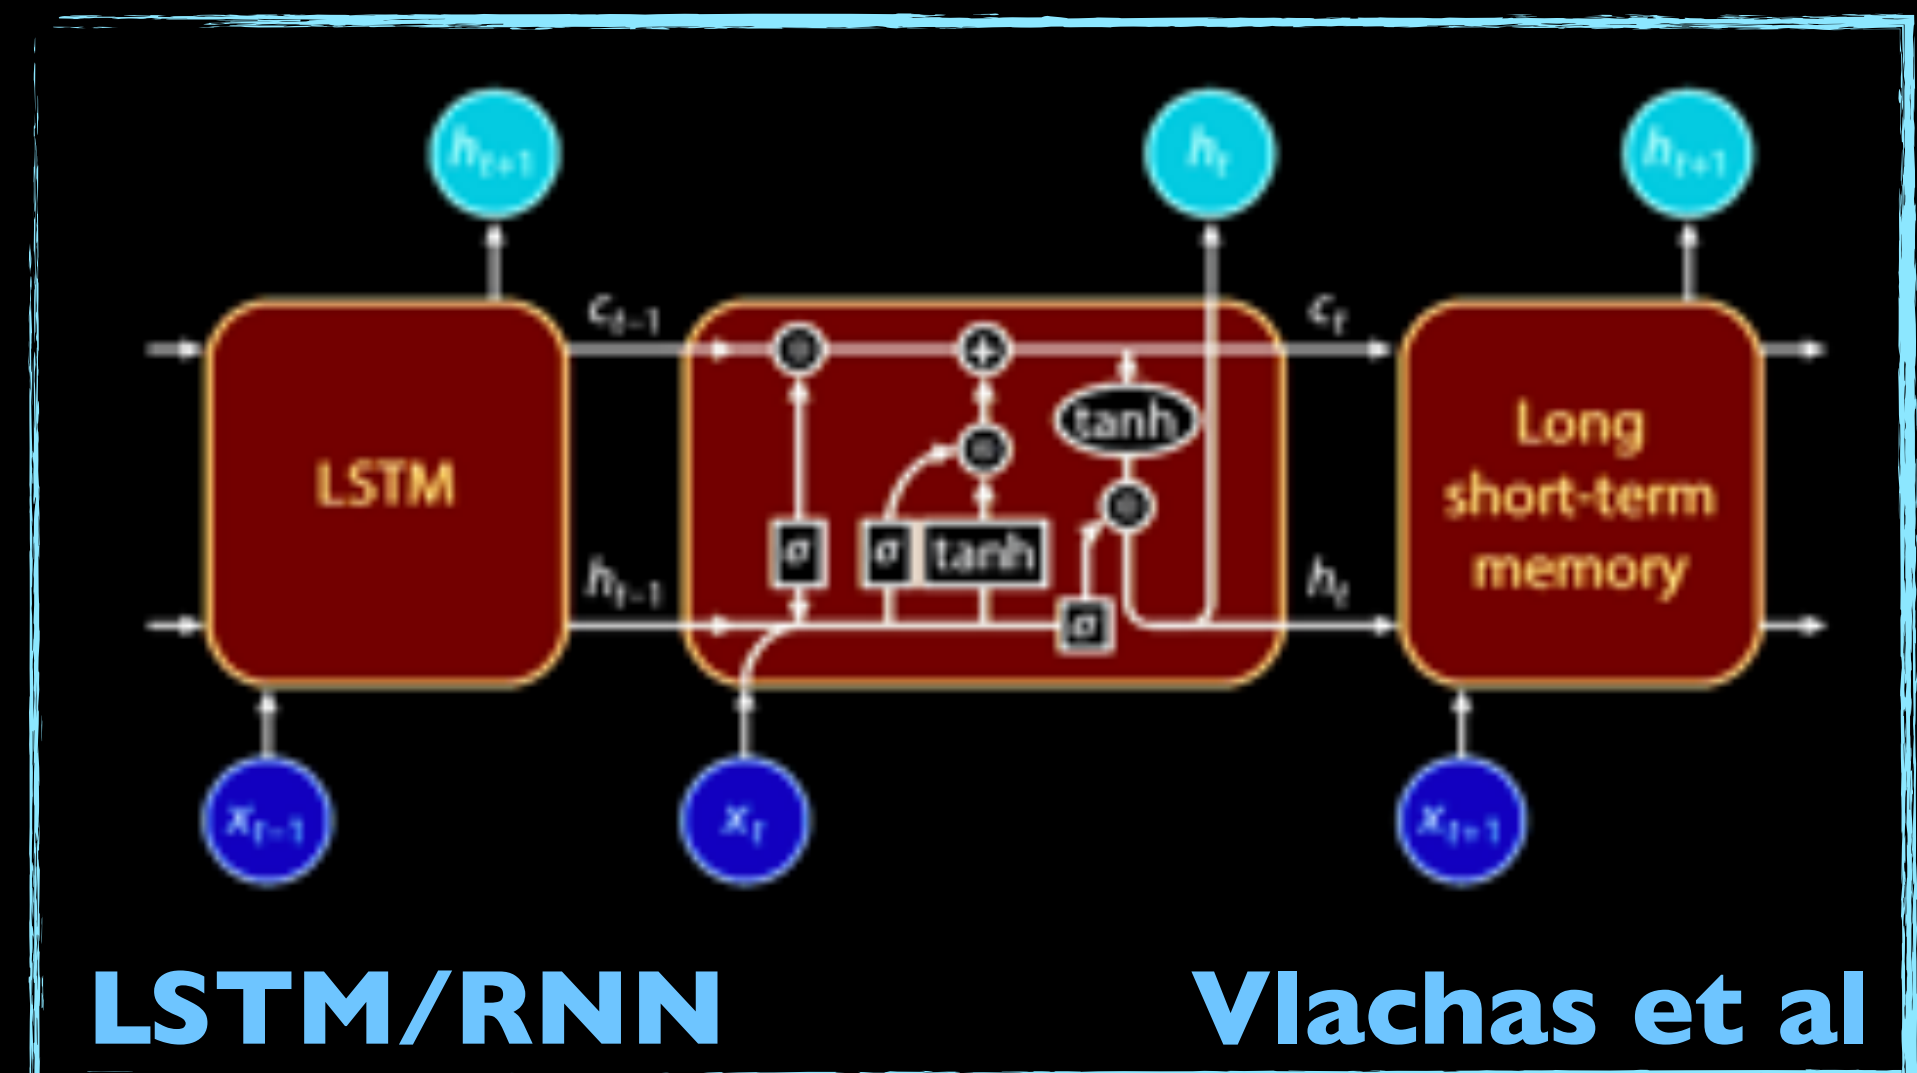 h_{t+1} h_t h_{t+1}
c_{t-1} c_t
tanh
LSTM
Long
short-term
memory
σ σ tanh
h_{t-1} h_t
σ
x_{t-1} x_t x_{t+1}
LSTM/RNN Vlachas et al